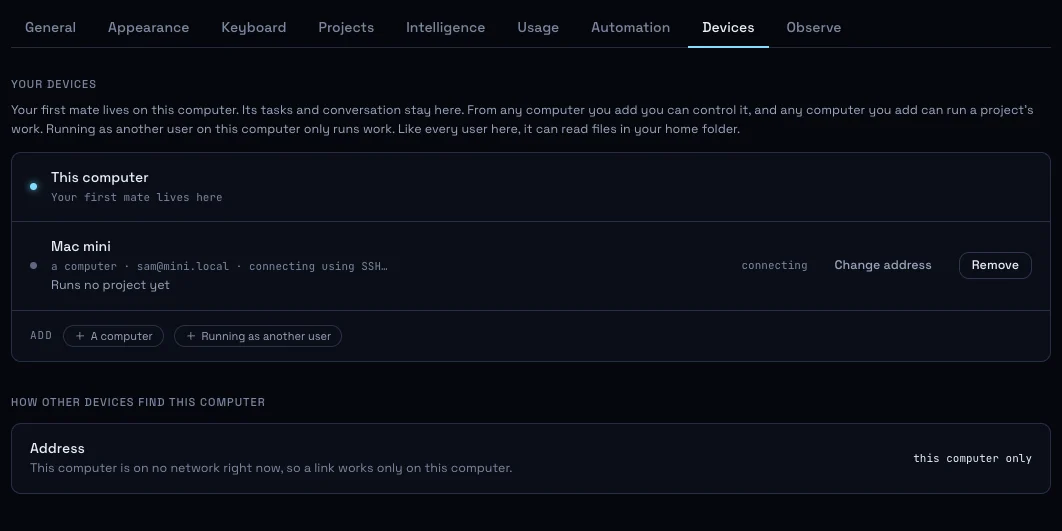 General Appearance Keyboard Projects Intelligence Usage Automation Devices Observe
YOUR DEVICES
Your first mate lives on this computer. Its tasks and conversation stay here. From any computer you add you can control it, and any computer you add can run a project's
work. Running as another user on this computer only runs work. Like every user here, it can read files in your home folder.
This computer
Your first mate lives here
Mac mini
a computer · sam@mini.local · connecting using SSH…
Runs no project yet
connecting Change address Remove
ADD + A computer + Running as another user
HOW OTHER DEVICES FIND THIS COMPUTER
Address
This computer is on no network right now, so a link works only on this computer.
this computer only